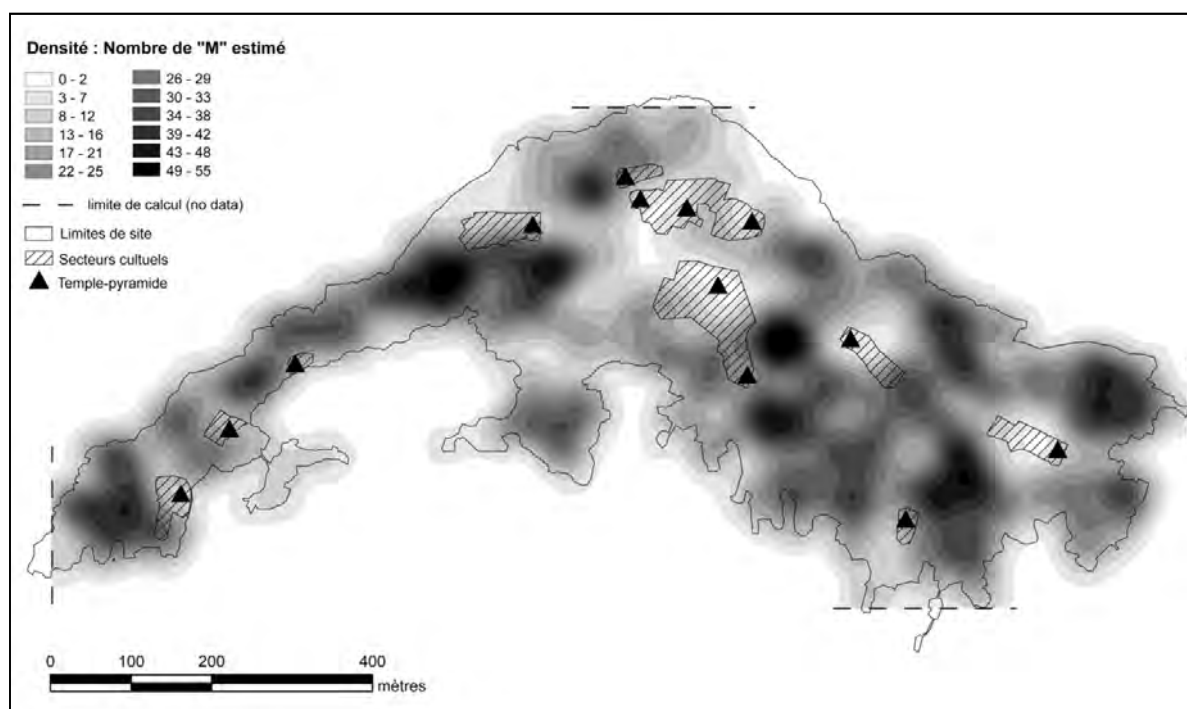 Densité : Nombre de "M" estimé
0 - 2
3 - 7
8 - 12
13 - 16
17 - 21
22 - 25
26 - 29
30 - 33
34 - 38
39 - 42
43 - 48
49 - 55
limite de calcul (no data)
Limites de site
Secteurs cultuels
Temple-pyramide
0 100 200 400
mètres